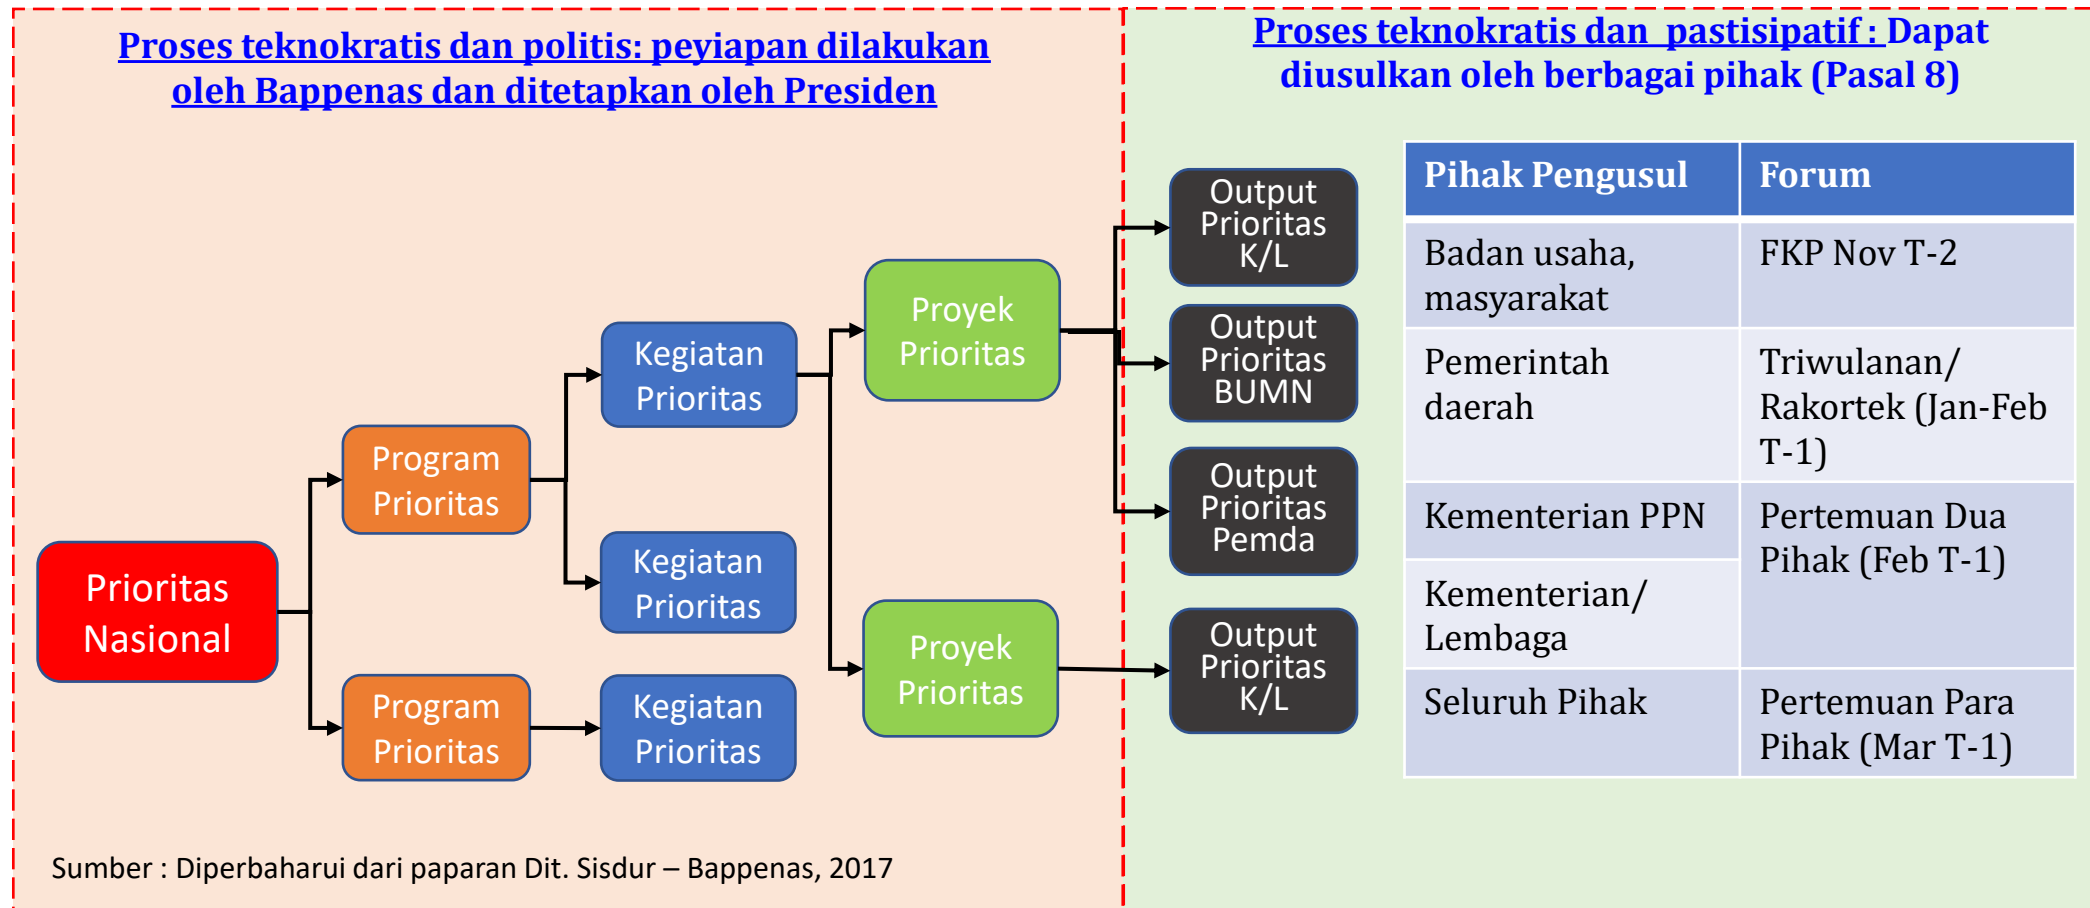 Proses teknokratis dan politis: peyiapan dilakukan
oleh Bappenas dan ditetapkan oleh Presiden
Prioritas
Nasional
Program
Prioritas
Program
Prioritas
Kegiatan
Prioritas
Kegiatan
Prioritas
Kegiatan
Prioritas
Proyek
Prioritas
Proyek
Prioritas
Sumber : Diperbaharui dari paparan Dit. Sisdur – Bappenas, 2017
Proses teknokratis dan pastisipatif : Dapat
diusulkan oleh berbagai pihak (Pasal 8)
Output
Prioritas
K/L
Output
Prioritas
BUMN
Output
Prioritas
Pemda
Output
Prioritas
K/L
Pihak Pengusul
Forum
Badan usaha,
masyarakat
FKP Nov T-2
Pemerintah
daerah
Triwulanan/
Rakortek (Jan-Feb
T-1)
Kementerian PPN
Pertemuan Dua
Pihak (Feb T-1)
Kementerian/
Lembaga
Seluruh Pihak
Pertemuan Para
Pihak (Mar T-1)